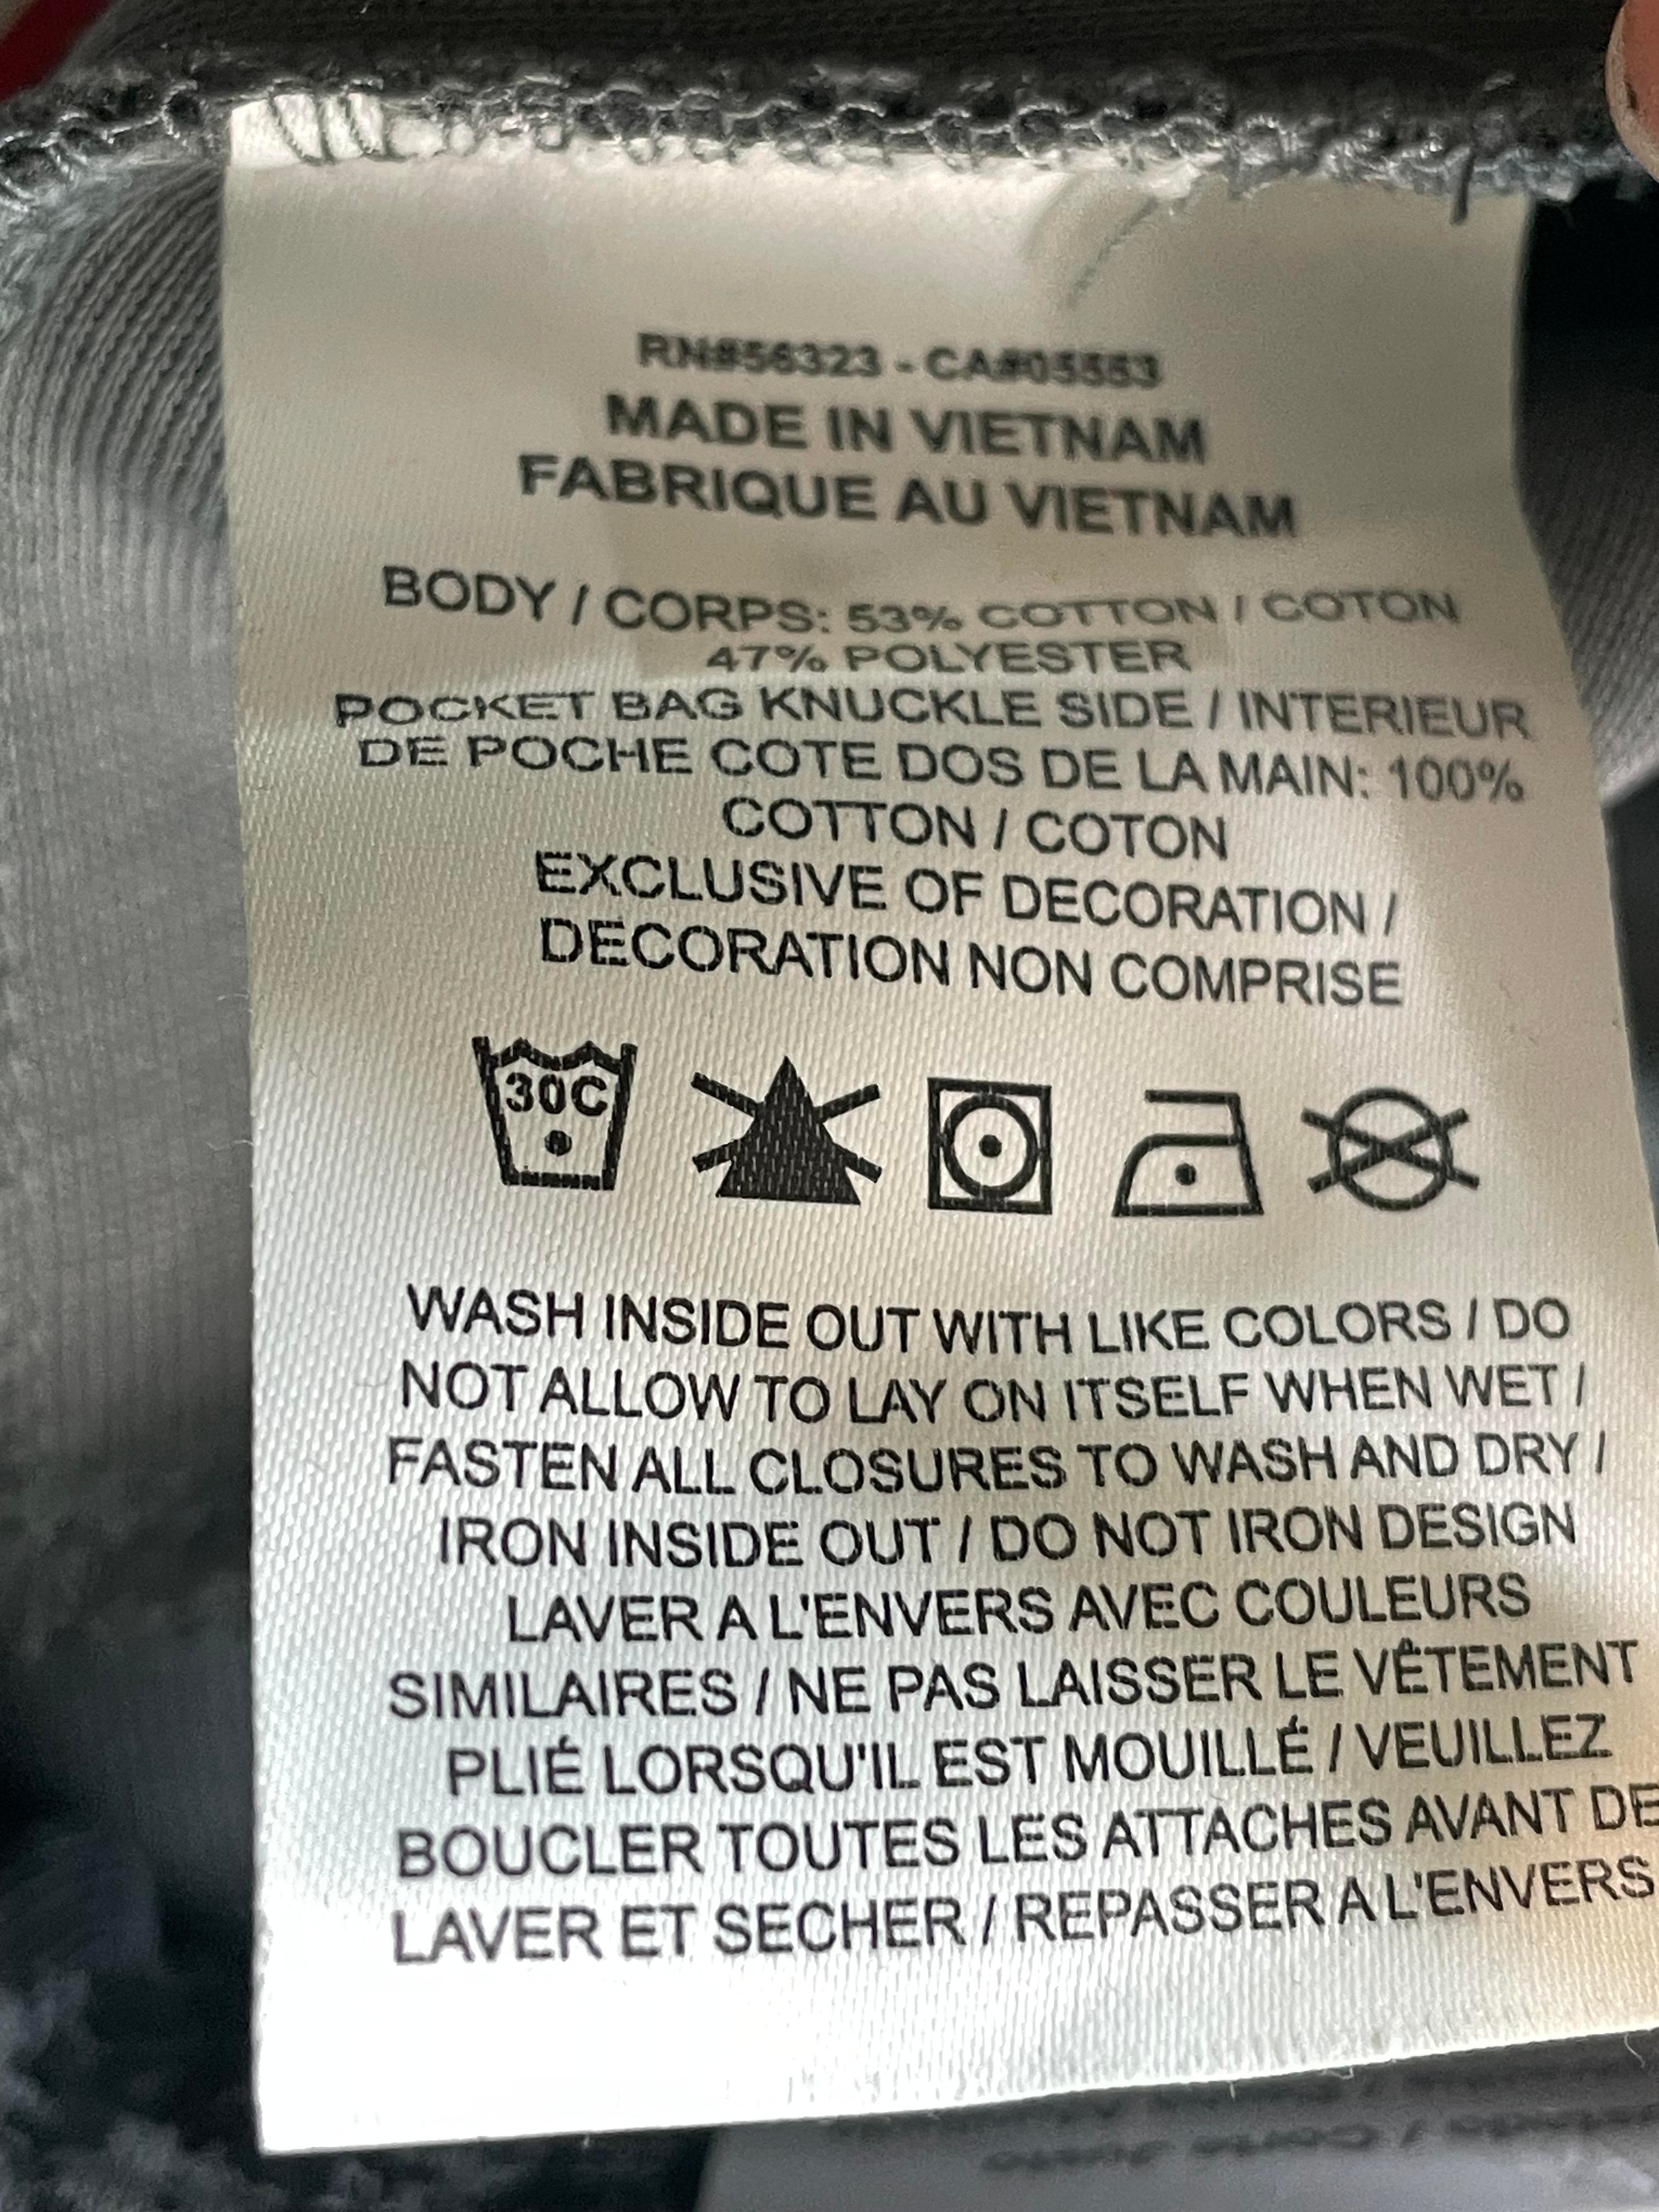 RN#56323 - CA#05553
MADE IN VIETNAM
FABRIQUE AU VIETNAM
BODY / CORPS: 53% COTTON / COTON
47% POLYESTER
POCKET BAG KNUCKLE SIDE / INTERIEUR
DE POCHE COTE DOS DE LA MAIN: 100%
COTTON / COTON
EXCLUSIVE OF DECORATION /
DECORATION NON COMPRISE
30C
WASH INSIDE OUT WITH LIKE COLORS / DO
NOT ALLOW TO LAY ON ITSELF WHEN WET /
FASTEN ALL CLOSURES TO WASH AND DRY /
IRON INSIDE OUT / DO NOT IRON DESIGN
LAVER A L'ENVERS AVEC COULEURS
SIMILAIRES / NE PAS LAISSER LE VÊTEMENT
PLIÉ LORSQU'IL EST MOUILLÉ / VEUILLEZ
BOUCLER TOUTES LES ATTACHES AVANT DE
LAVER ET SECHER / REPASSER A L'ENVERS